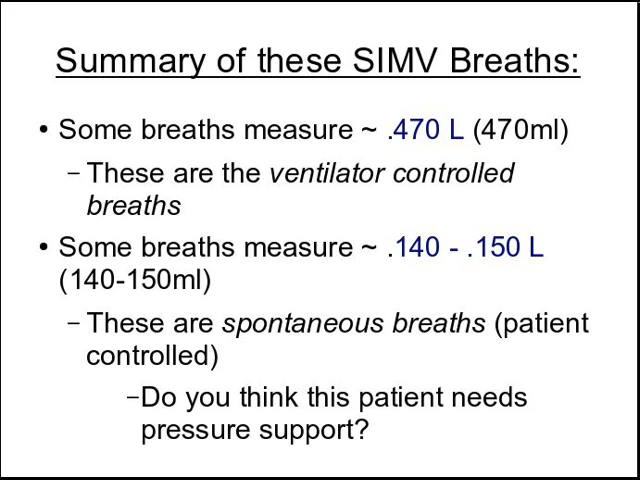 Summary of these SIMV Breaths:
• Some breaths measure ~ .470 L (470ml)
– These are the ventilator controlled
breaths
• Some breaths measure ~ .140 - .150 L
(140-150ml)
– These are spontaneous breaths (patient
controlled)
–Do you think this patient needs
pressure support?